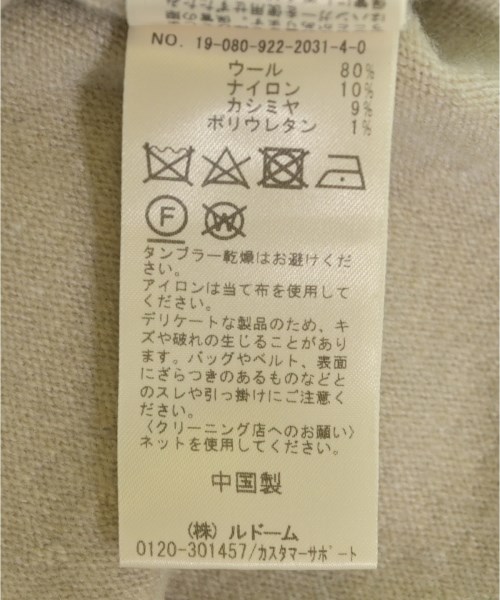 NO. 19-080-922-2031-4-0
ウール 80%
ナイロン 10%
カシミヤ 9%
ポリウレタン 1%
F
W
タンブラー乾燥はお避けくだ
さい。
アイロンは当て布を使用して
ください。
デリケートな製品のため、キ
ズや破れの生じることがあり
ます。バッグやベルト、表面
にざらつきのあるものなどと
のスレや引っ掛けにご注意く
ださい。
〈クリーニング店へのお願い〉
ネットを使用してください。
中国製
(株)ルドーム
0120-301457/カスタマーサポート